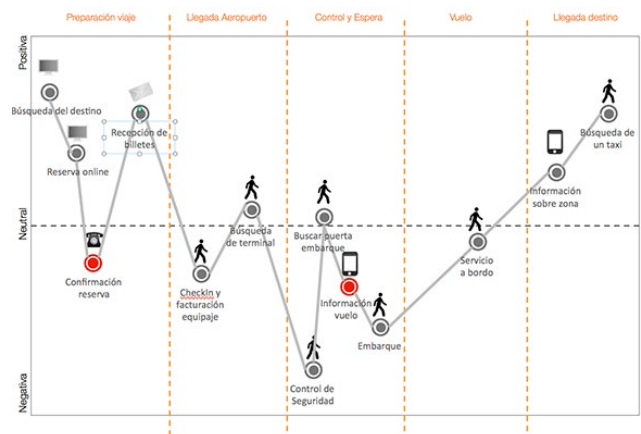 Preparación viaje
Llegada Aeropuerto
Control y Espera
Vuelo
Llegada destino
Positiva
Neutral
Negativa
Búsqueda del destino
Reserva online
Confirmación
reserva
Recepción de
billetes
CheckIn y
facturación
equipaje
Búsqueda
de terminal
Control de
Seguridad
Buscar puerta
embarque
Información
vuelo
Embarque
Servicio
a bordo
Información
sobre zona
Búsqueda de
un taxi